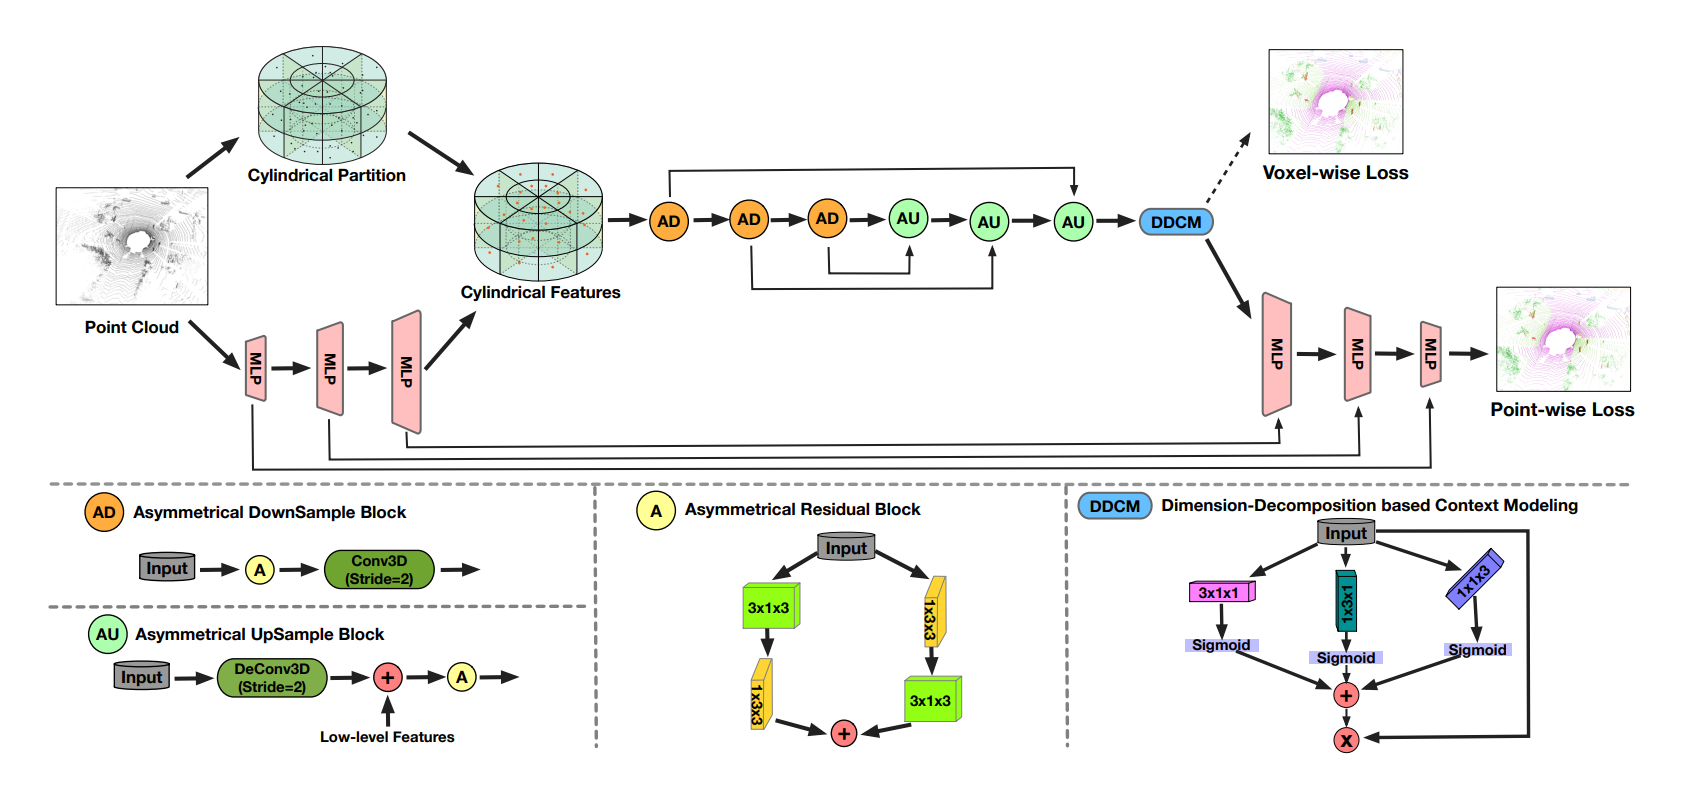 Cylindrical Partition
Point Cloud
Cylindrical Features
MLP
MLP
MLP
AD
AD
AD
AU
AU
AU
DDCM
Voxel-wise Loss
MLP
MLP
MLP
Point-wise Loss
AD
Asymmetrical DownSample Block
Input
A
Conv3D
(Stride=2)
AU
Asymmetrical UpSample Block
Input
DeConv3D
(Stride=2)
+
A
Low-level Features
A
Asymmetrical Residual Block
Input
3x1x3
1x3x3
1x3x3
3x1x3
+
DDCM
Dimension-Decomposition based Context Modeling
Input
3x1x1
1x3x1
1x1x3
Sigmoid
Sigmoid
Sigmoid
+
X